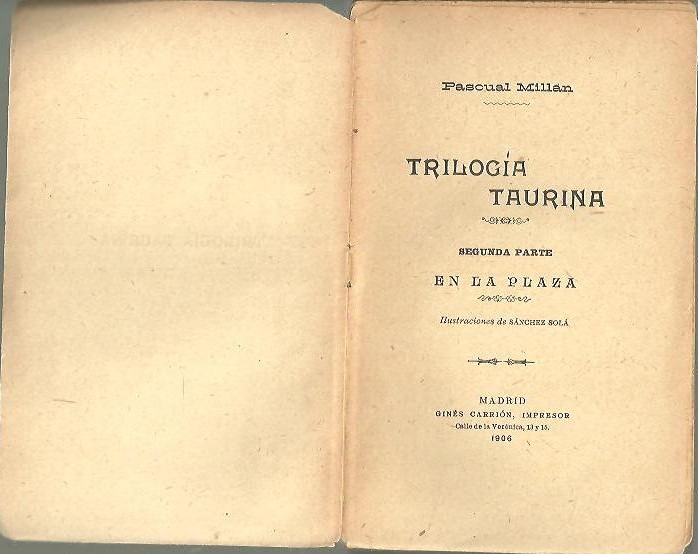 Pascual Millán
TRILOGÍA
TAURINA
SEGUNDA PARTE
EN LA PLAZA
Ilustraciones de SÁNCHEZ SOLÁ
MADRID
GINÉS CARRIÓN, IMPRESOR
Calle de la Verónica, 13 y 15.
1906